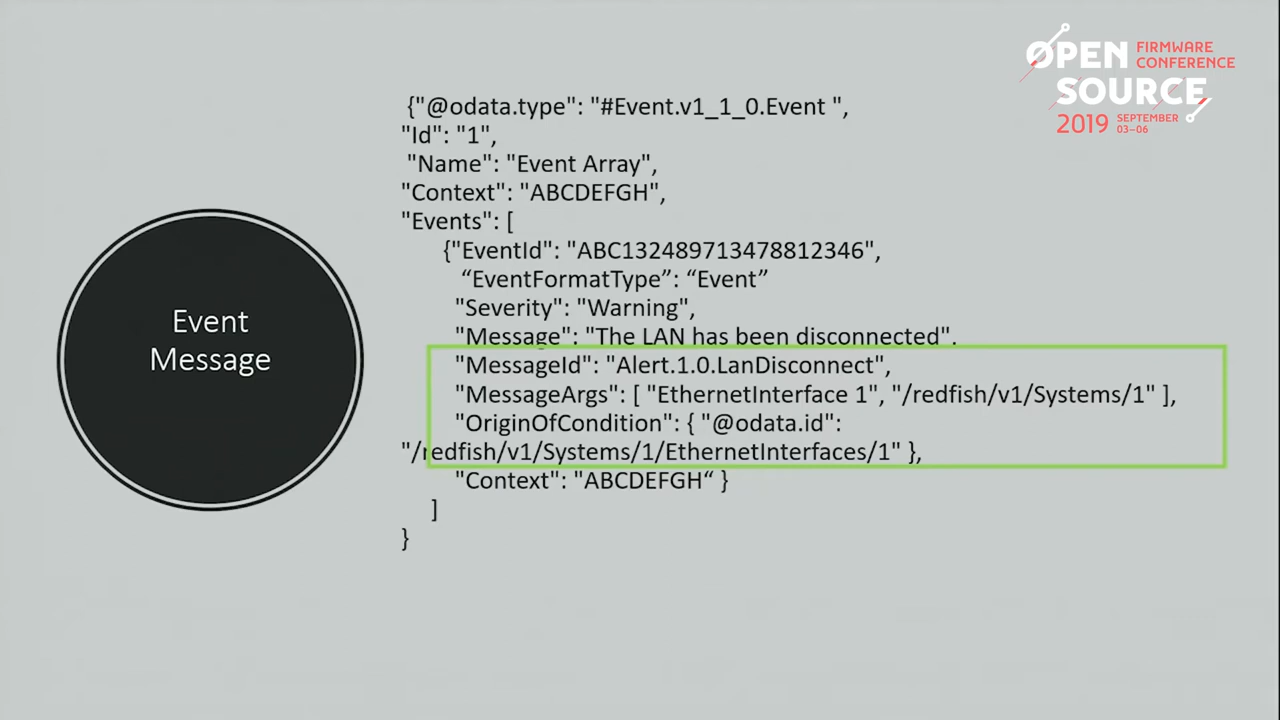 OPEN FIRMWARE
CONFERENCE
SOURCE
2019 SEPTEMBER
03–06
Event
Message
{"@odata.type": "#Event.v1_1_0.Event ",
"Id": "1",
"Name": "Event Array",
"Context": "ABCDEFGH",
"Events": [
{"EventId": "ABC132489713478812346",
“EventFormatType”: “Event”
"Severity": "Warning",
"Message": "The LAN has been disconnected".
"MessageId": "Alert.1.0.LanDisconnect",
"MessageArgs": [ "EthernetInterface 1", "/redfish/v1/Systems/1" ],
"OriginOfCondition": { "@odata.id":
"/redfish/v1/Systems/1/EthernetInterfaces/1" },
"Context": "ABCDEFGH“ }
]
}